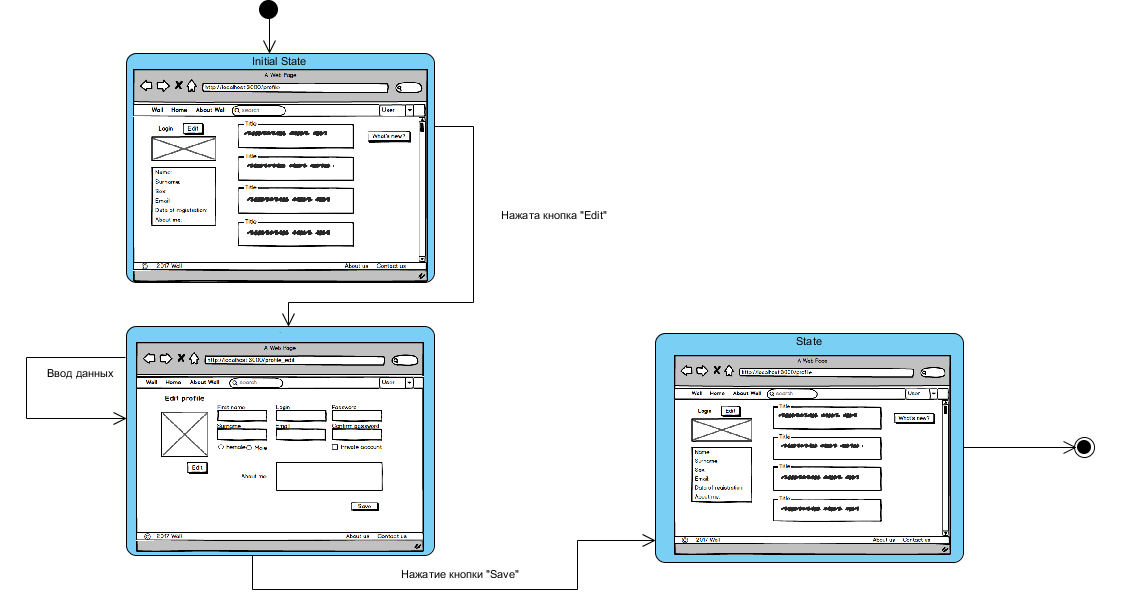 Initial State
A Web Page
http://localhost:3000/profile
Wall Home About Wall search User
Login Edit
Title
What's new?
Title
Name:
Surname:
Sex:
Email
Title
Date of registration:
About me:
Title
© 2017 Wall About us Contact us
Нажата кнопка "Edit"
A Web Page
http://localhost:3000/profile_edit
Wall Home About Wall search User
Edit profile
First name Login Password
Surname Email Confirm password
Female Male Private account
Edit
About me:
Save
© 2017 Wall About us Contact us
Ввод данных
Нажатие кнопки "Save"
State
A Web Page
http://localhost:3000/profile
Wall Home About Wall search User
Login Edit
Title
What's new?
Title
Name:
Surname:
Sex:
Email:
Title
Date of registration:
About me:
Title
© 2017 Wall About us Contact us